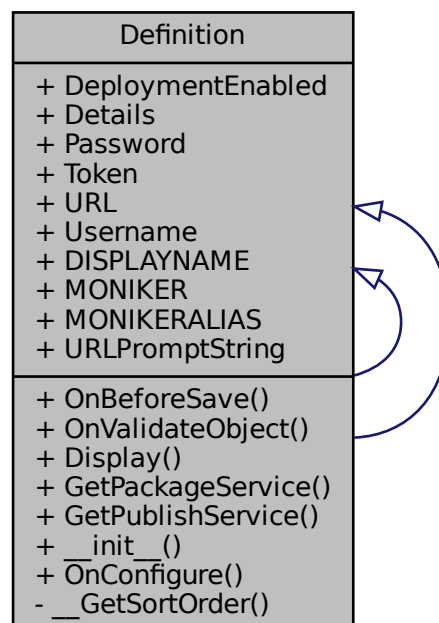 Definition
+ DeploymentEnabled
+ Details
+ Password
+ Token
+ URL
+ Username
+ DISPLAYNAME
+ MONIKER
+ MONIKERALIAS
+ URLPromptString
+ OnBeforeSave()
+ OnValidateObject()
+ Display()
+ GetPackageService()
+ GetPublishService()
+ __init__()
+ OnConfigure()
- __GetSortOrder()